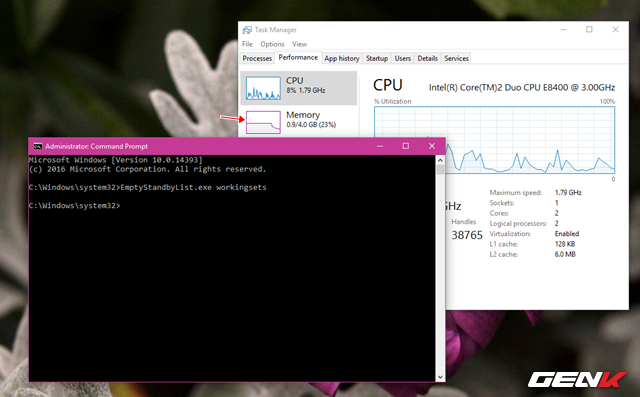 Task Manager
File Options View
Processes Performance App history Startup Users Details Services
CPU
8% 1.79 GHz
Memory
0.9/4.0 GB (23%)
CPU
Intel(R) Core(TM)2 Duo CPU E8400 @ 3.00GHz
% Utilization 100%
0
GHz
Handles
38765
Maximum speed: 1.79 GHz
Sockets: 1
Cores: 2
Logical processors: 2
Virtualization: Enabled
L1 cache: 128 KB
L2 cache: 6.0 MB
Administrator: Command Prompt
Microsoft Windows [Version 10.0.14393]
(c) 2016 Microsoft Corporation. All rights reserved.
C:\Windows\system32>EmptyStandbyList.exe workingsets
C:\Windows\system32>
GENK